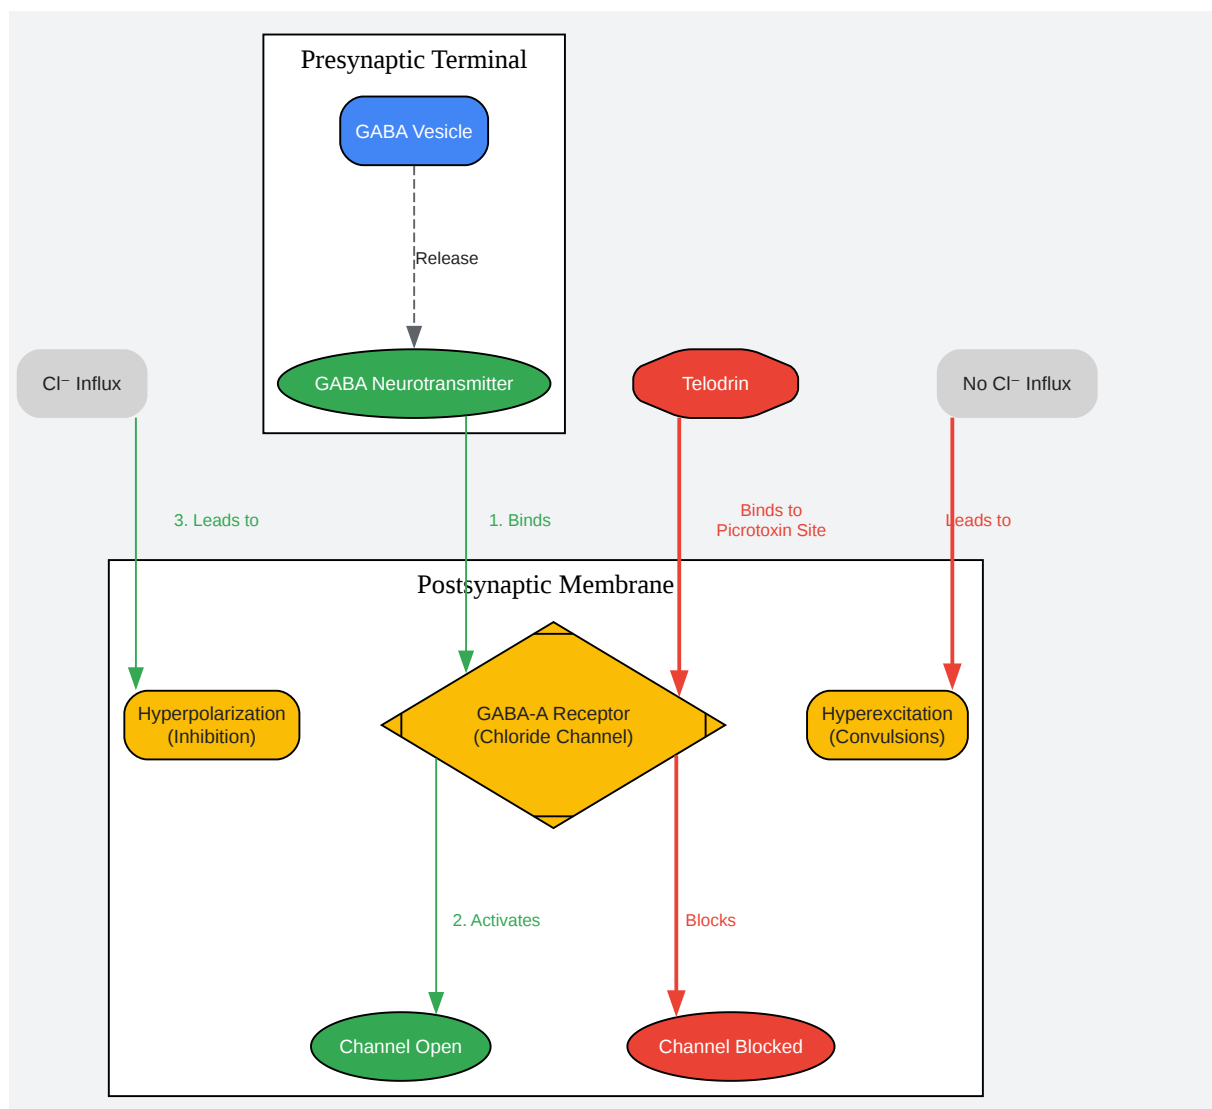 Presynaptic Terminal
GABA Vesicle
Release
Cl⁻ Influx
GABA Neurotransmitter
Telodrin
No Cl⁻ Influx
3. Leads to
1. Binds
Binds to
Picrotoxin Site
Leads to
Postsynaptic Membrane
Hyperpolarization
(Inhibition)
GABA-A Receptor
(Chloride Channel)
Hyperexcitation
(Convulsions)
2. Activates
Blocks
Channel Open
Channel Blocked